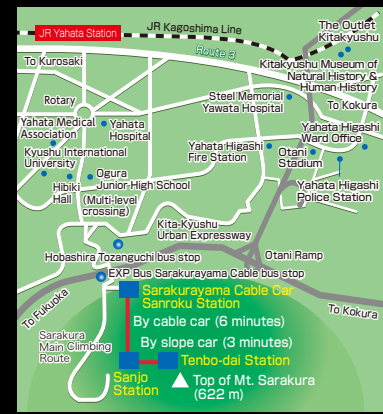 JR Yahata Station
JR Kagoshima Line
The Outlet
Kitakyushu
Route 3
To Kurosaki
Kitakyushu Museum of
Natural History &
Human History
Rotary
Steel Memorial
Yawata Hospital
To Kokura
Yahata Medical
Association
Yahata
Hospital
Yahata Higashi
Ward Office
Kyushu International
University
Yahata Higashi
Fire Station
Otani
Stadium
Hibiki
Hall
Ogura
Junior High School
(Multi-level
crossing)
Yahata Higashi
Police Station
Kita-Kyushu
Urban Expressway
Hobashira Tozanguchi bus stop
Otani Ramp
EXP Bus Sarakurayama Cable bus stop
To Fukuoka
Sarakurayama Cable Car
Sanroku Station
To Kokura
By cable car (6 minutes)
Sarakura
Main Climbing
Route
By slope car (3 minutes)
Tenbo-dai Station
Sanjo
Station
Top of Mt. Sarakura
(622 m)